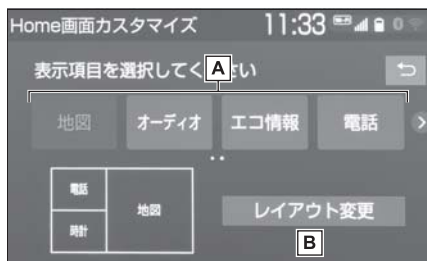 Home画面カスタマイズ 11:33
表示項目を選択してく A さい
地図 オーディオ エコ情報 電話
電話 地図
時計
レイアウト変更
B